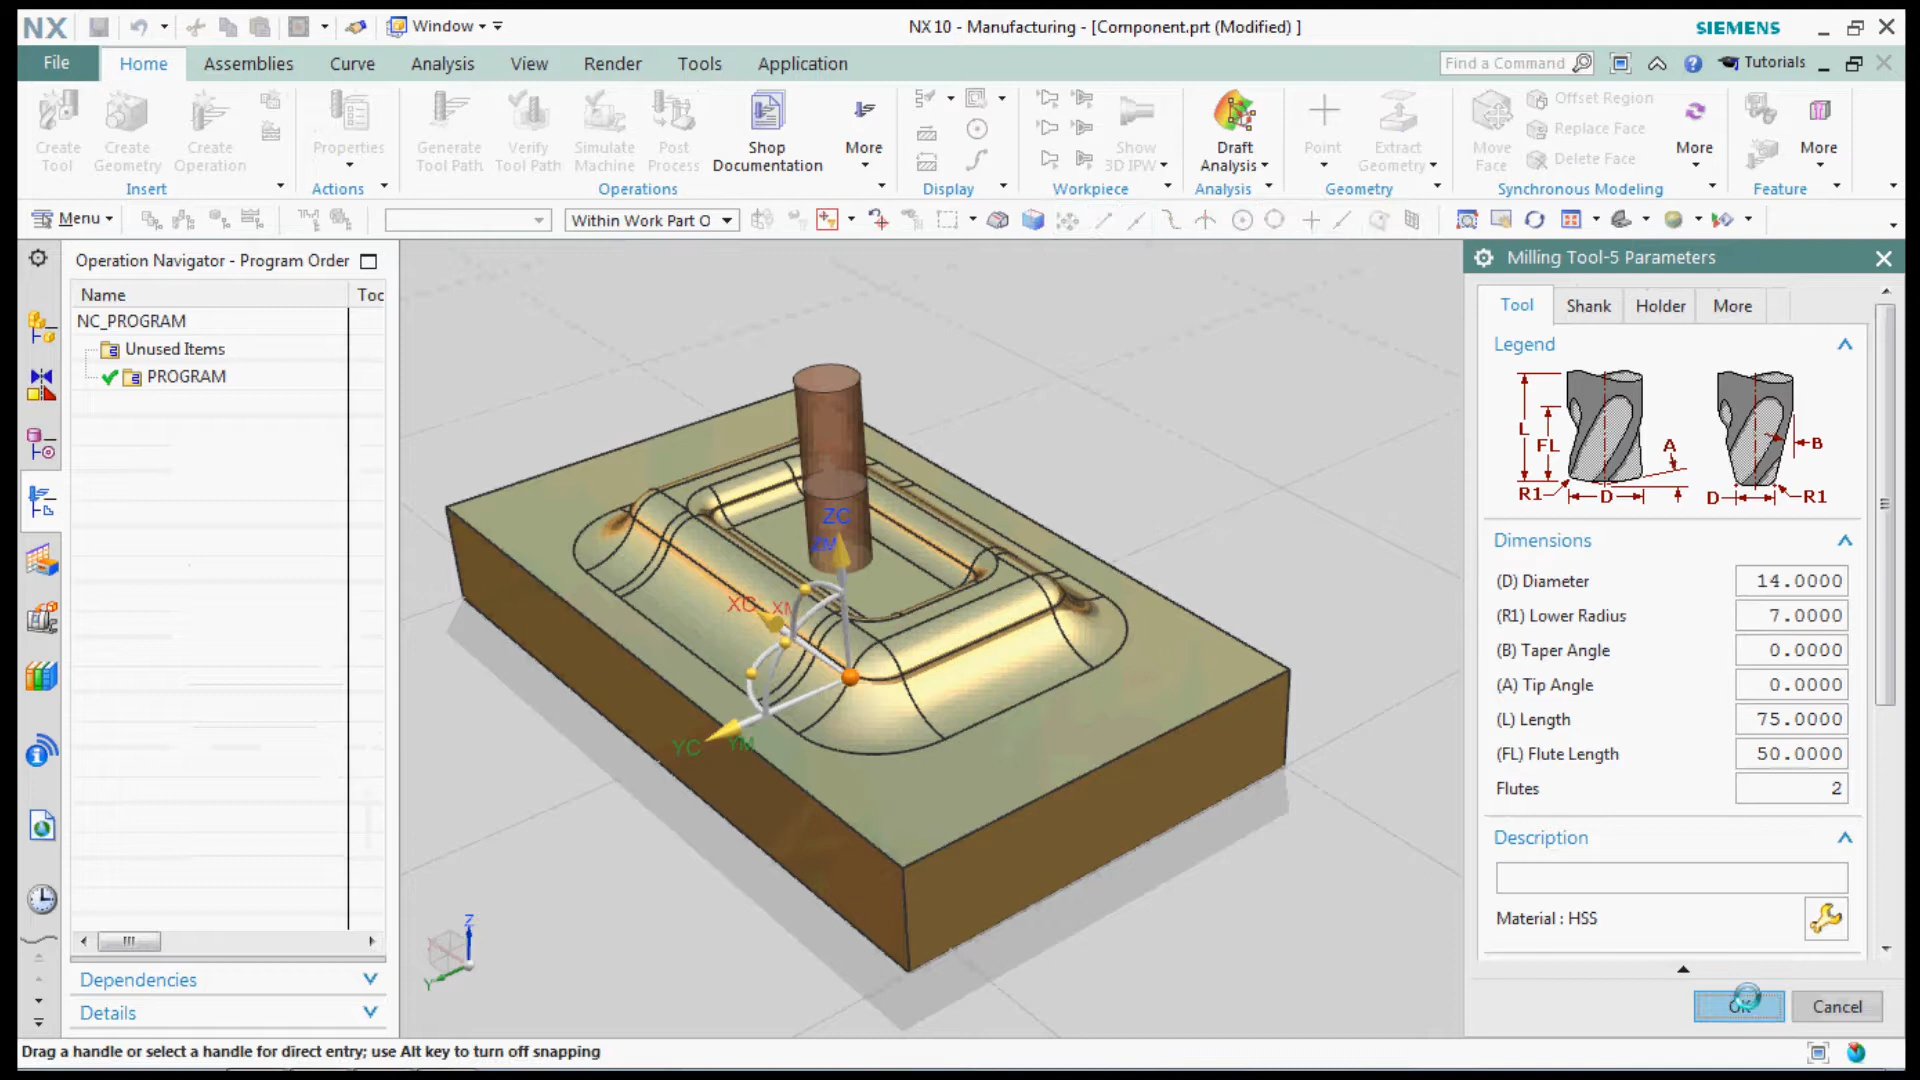 NX
Window
NX 10 - Manufacturing - [Component.prt (Modified) ]
SIEMENS
File
Home
Assemblies
Curve
Analysis
View
Render
Tools
Application
Find a Command
Tutorials
Create Tool
Create Geometry
Create Operation
Properties
Generate Tool Path
Verify Tool Path
Simulate Machine
Post Process
Shop Documentation
More
Show 3D IPW
Draft Analysis
Point
Extract Geometry
Move Face
Offset Region
Replace Face
Delete Face
More
More
Insert
Actions
Operations
Display
Workpiece
Analysis
Geometry
Synchronous Modeling
Feature
Menu
Within Work Part O
Operation Navigator - Program Order
Name
Toc
NC_PROGRAM
Unused Items
PROGRAM
Dependencies
Details
ZC
ZM
XC
XM
YC
YM
Z
Y
Milling Tool-5 Parameters
Tool
Shank
Holder
More
Legend
L
FL
A
B
R1
D
D
R1
Dimensions
(D) Diameter 14.0000
(R1) Lower Radius 7.0000
(B) Taper Angle 0.0000
(A) Tip Angle 0.0000
(L) Length 75.0000
(FL) Flute Length 50.0000
Flutes 2
Description
Material : HSS
OK
Cancel
Drag a handle or select a handle for direct entry; use Alt key to turn off snapping